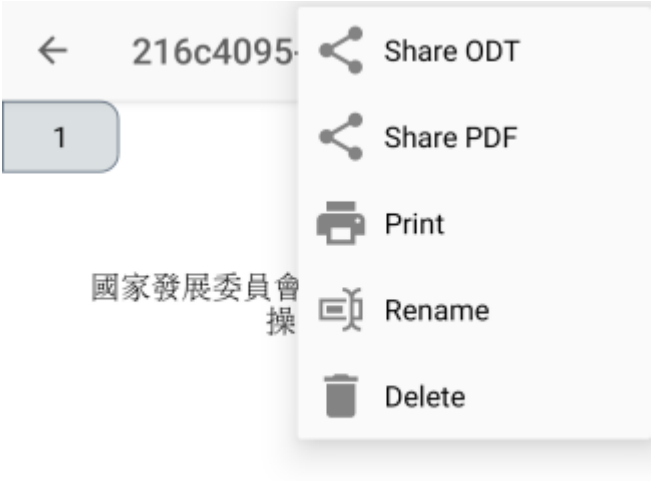 216c4095-
Share ODT
1
Share PDF
Print
國家發展委員會
操
Rename
Delete